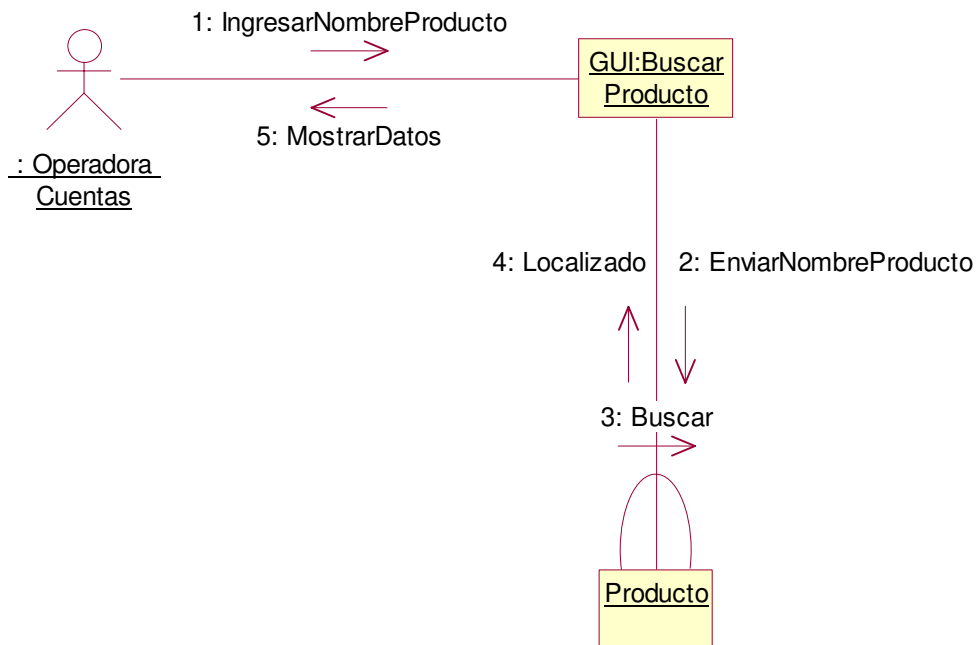 1: IngresarNombreProducto
GUI:Buscar
Producto
5: MostrarDatos
: Operadora
Cuentas
4: Localizado
2: EnviarNombreProducto
3: Buscar
Producto